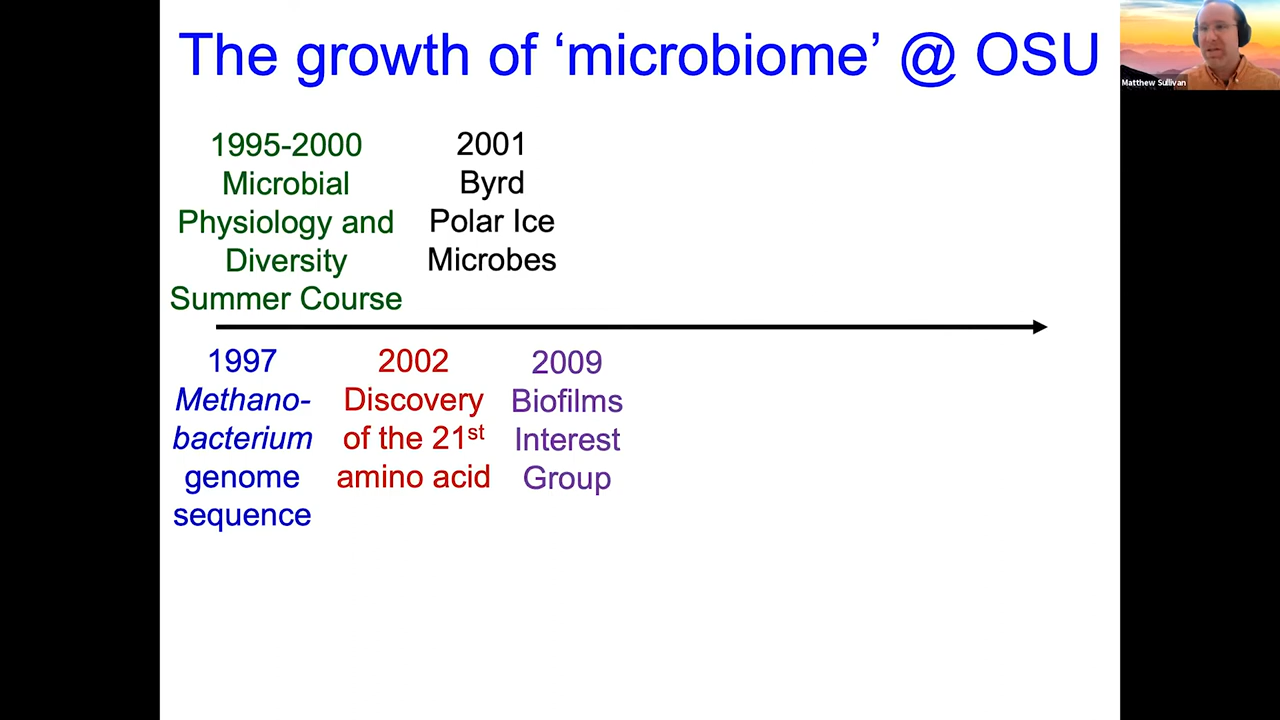 The growth of ‘microbiome’ @ OSU
Matthew Sullivan
1995-2000
Microbial
Physiology and
Diversity
Summer Course
2001
Byrd
Polar Ice
Microbes
1997
Methano-
bacterium
genome
sequence
2002
Discovery
of the 21st
amino acid
2009
Biofilms
Interest
Group